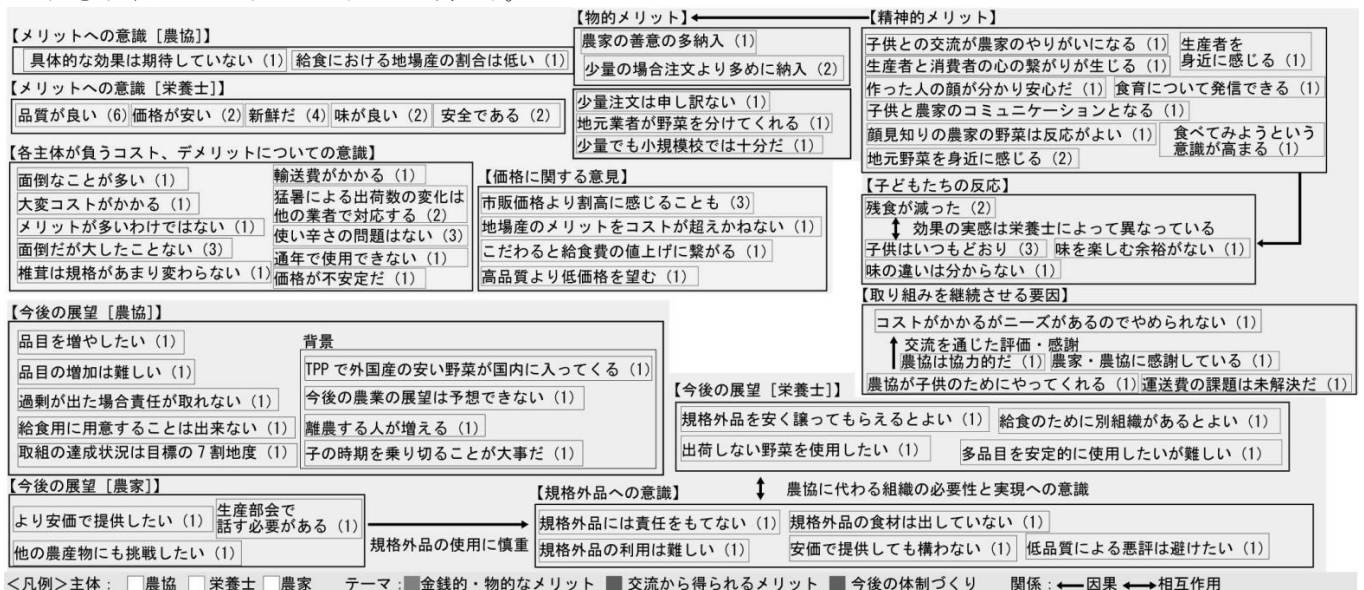 【メリットへの意識［農協］】
具体的な効果は期待していない（1） 給食における地場産の割合は低い（1）
【メリットへの意識［栄養士］】
品質が良い（6） 価格が安い（2） 新鮮だ（4） 味が良い（2） 安全である（2）
【物的メリット】
農家の善意の多納入（1）
少量の場合注文より多めに納入（2）
少量注文は申し訳ない（1）
地元業者が野菜を分けてくれる（1）
少量でも小規模校では十分だ（1）
【精神的メリット】
子供との交流が農家のやりがいになる（1）
生産者を
身近に感じる（1）
生産者と消費者の心の繋がりが生じる（1）
作った人の顔が分かり安心だ（1） 食育について発信できる（1）
子供と農家のコミュニケーションとなる（1）
顔見知りの農家の野菜は反応がよい（1）
食べてみようという
意識が高まる（1）
地元野菜を身近に感じる（2）
【各主体が負うコスト、デメリットについての意識】
面倒なことが多い（1）
大変コストがかかる（1）
メリットが多いわけではない（1）
面倒だが大したことない（3）
椎茸は規格があまり変わらない（1）
輸送費がかかる（1）
猛暑による出荷数の変化は
他の業者で対応する（2）
使い辛さの問題はない（3）
通年で使用できない（1）
価格が不安定だ（1）
【価格に関する意見】
市販価格より割高に感じることも（3）
地場産のメリットをコストが超えかねない（1）
こだわると給食費の値上げに繋がる（1）
高品質より低価格を望む（1）
【子どもたちの反応】
残食が減った（2）
効果の実感は栄養士によって異なっている
子供はいつもどおり（3） 味を楽しむ余裕がない（1）
味の違いは分からない（1）
【取り組みを継続させる要因】
コストがかかるがニーズがあるのでやめられない（1）
交流を通じた評価・感謝
農協は協力的だ（1） 農家・農協に感謝している（1）
農協が子供のためにやってくれる（1） 運送費の課題は未解決だ（1）
【今後の展望［農協］】
品目を増やしたい（1）
品目の増加は難しい（1）
過剰が出た場合責任が取れない（1）
給食用に用意することは出来ない（1）
取組の達成状況は目標の７割地度（1）
背景
TPPで外国産の安い野菜が国内に入ってくる（1）
今後の農業の展望は予想できない（1）
離農する人が増える（1）
子の時期を乗り切ることが大事だ（1）
【今後の展望［栄養士］】
規格外品を安く譲ってもらえるとよい（1） 給食のために別組織があるとよい（1）
出荷しない野菜を使用したい（1） 多品目を安定的に使用したいが難しい（1）
【今後の展望［農家］】
より安価で提供したい（1）
生産部会で
話す必要がある（1）
他の農産物にも挑戦したい（1）
規格外品の使用に慎重
【規格外品への意識】
農協に代わる組織の必要性と実現への意識
規格外品には責任をもてない（1） 規格外品の食材は出していない（1）
規格外品の利用は難しい（1） 安価で提供しても構わない（1） 低品質による悪評は避けたい（1）
＜凡例＞主体： 農協 栄養士 農家 テーマ：金銭的・物的なメリット 交流から得られるメリット 今後の体制づくり 関係：←因果 ↔相互作用